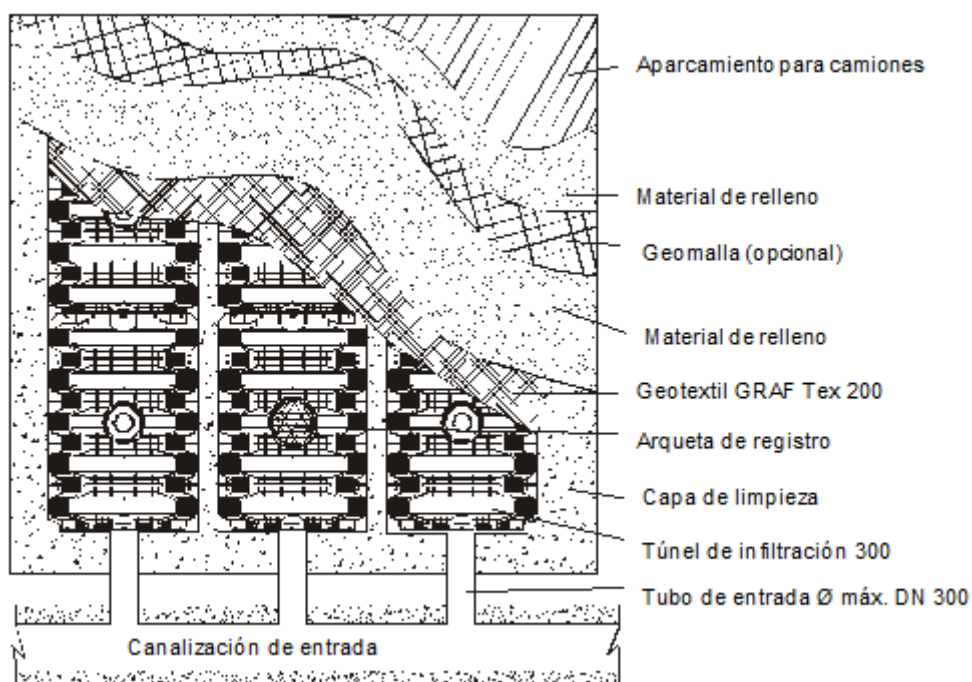 Aparcamiento para camiones
Material de relleno
Geomalla (opcional)
Material de relleno
Geotextil GRAF Tex 200
Arqueta de registro
Capa de limpieza
Túnel de infiltración 300
Tubo de entrada Ø máx. DN 300
Canalización de entrada